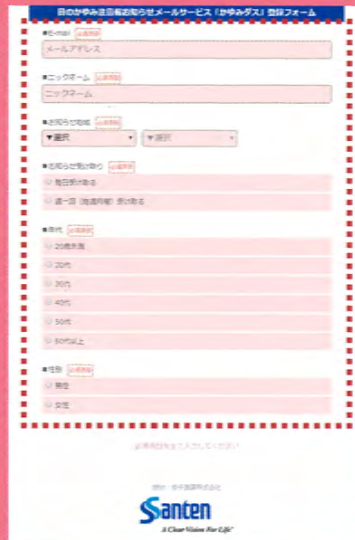 目のかゆみ注意報お知らせメールサービス「かゆみダス」登録フォーム
■E-mail 必須項目
メールアドレス
■ニックネーム 必須項目
ニックネーム
■お知らせ地域 必須項目
▼選択 ▼選択
■お知らせ受け取り 必須項目
毎日受け取る
週一回（毎週月曜）受け取る
■年代 必須項目
20歳未満
20代
30代
40代
50代
60代以上
■性別 必須項目
男性
女性
必須項目を全て入力してください
提供：参天製薬株式会社
Santen
A Clear Vision For Life®